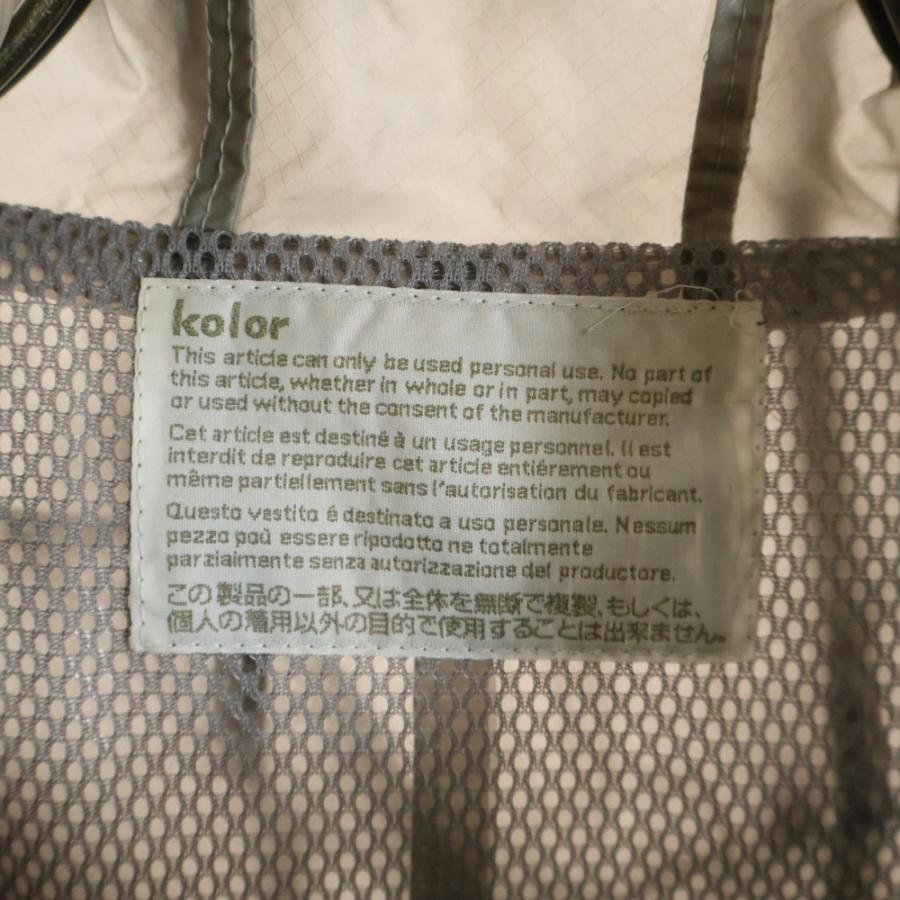 kolor
This article can only be used personal use. No part of
this article, whether in whole or in part, may copied
or used without the consent of the manufacturer.
Cet article est destiné à un usage personnel. Il est
interdit de reproduire cet article entiérement ou
même partiellement sans l'autorisation du fabricant.
Questo vestito é destinato a uso personale. Nessum
pezzo paù essere ripodotto ne totalmente
parziaimente senza autorizzazione del productore.
この製品の一部、又は全体を無断で複製、もしくは、
個人の着用以外の目的で使用することは出来ません。